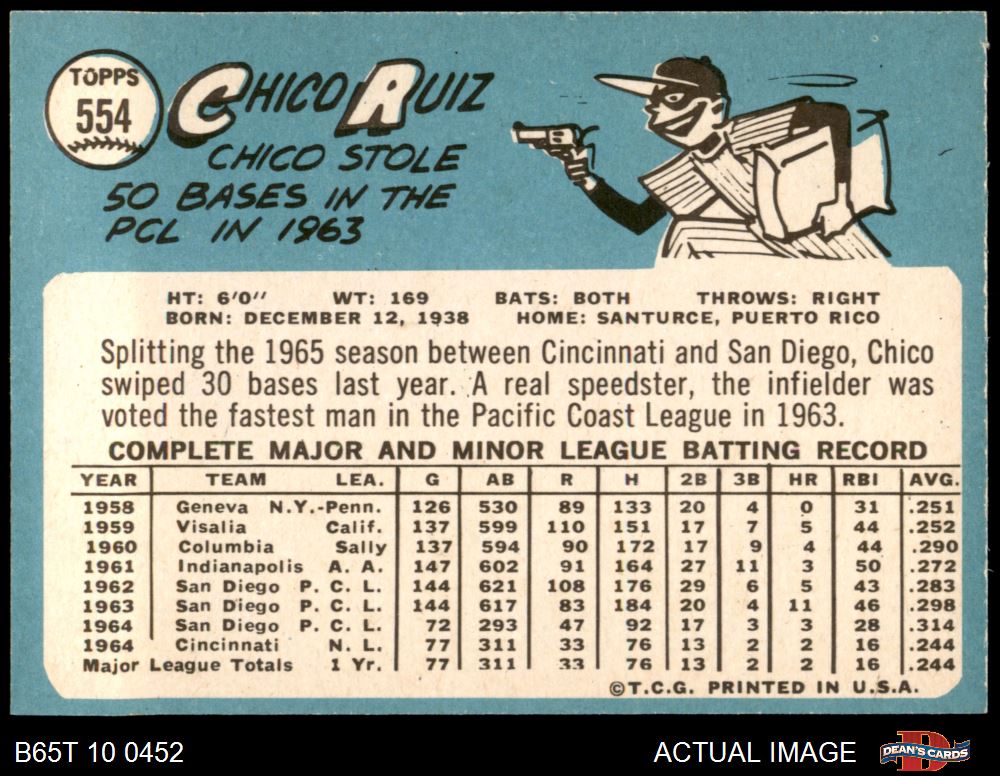 TOPPS
554
CHICO RUIZ
CHICO STOLE
50 BASES IN THE
PCL IN 1963
HT: 6'0" WT: 169 BATS: BOTH THROWS: RIGHT
BORN: DECEMBER 12, 1938 HOME: SANTURCE, PUERTO RICO
Splitting the 1965 season between Cincinnati and San Diego, Chico
swiped 30 bases last year. A real speedster, the infielder was
voted the fastest man in the Pacific Coast League in 1963.
COMPLETE MAJOR AND MINOR LEAGUE BATTING RECORD
YEAR TEAM LEA. G AB R H 2B 3B HR RBI AVG.
1958 Geneva N.Y.-Penn. 126 530 89 133 20 4 0 31 .251
1959 Visalia Calif. 137 599 110 151 17 7 5 44 .252
1960 Columbia Sally 137 594 90 172 17 9 4 44 .290
1961 Indianapolis A. A. 147 602 91 164 27 11 3 50 .272
1962 San Diego P. C. L. 144 621 108 176 29 6 5 43 .283
1963 San Diego P. C. L. 144 617 83 184 20 4 11 46 .298
1964 San Diego P. C. L. 72 293 47 92 17 3 3 28 .314
1964 Cincinnati N. L. 77 311 33 76 13 2 2 16 .244
Major League Totals 1 Yr. 77 311 33 76 13 2 2 16 .244
©T.C.G. PRINTED IN U.S.A.
B65T 10 0452 ACTUAL IMAGE D DEAN'S CARDS